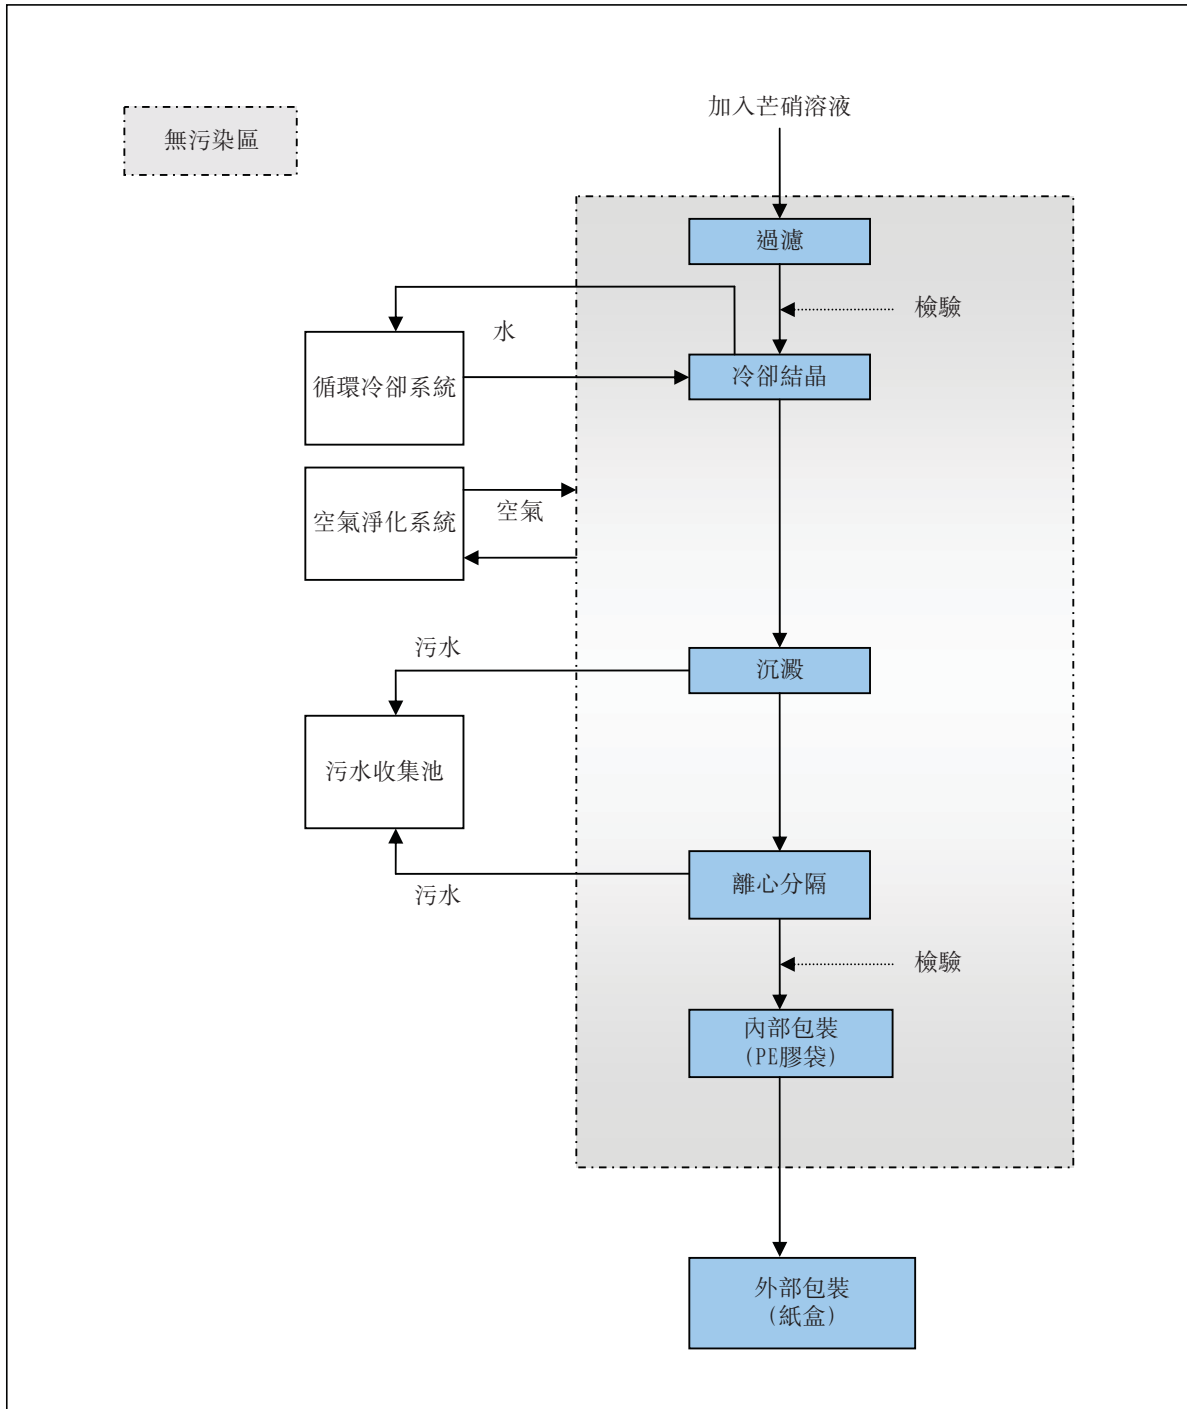 加入芒硝溶液
無污染區
過濾
檢驗
水
冷卻結晶
循環冷卻系統
空氣
空氣淨化系統
污水
沉澱
污水收集池
離心分隔
污水
檢驗
內部包裝
(PE膠袋)
外部包裝
(紙盒)